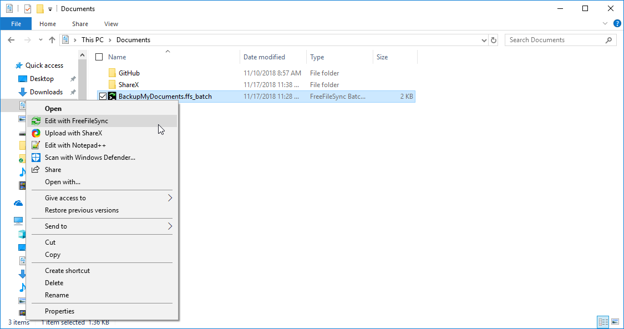 Documents
File Home Share View
This PC > Documents
Search Documents
Name Date modified Type Size
Quick access
Desktop
Downloads
GitHub 11/10/2018 8:57 AM File folder
ShareX 11/17/2018 11:38 ... File folder
BackupMyDocuments.ffs_batch 11/17/2018 11:28 ... FreeFileSync Batc... 2 KB
Open
Edit with FreeFileSync
Upload with ShareX
Edit with Notepad++
Scan with Windows Defender...
Share
Open with...
Give access to
Restore previous versions
Send to
Cut
Copy
Create shortcut
Delete
Rename
Properties
3 items 1 item selected 1.36 KB